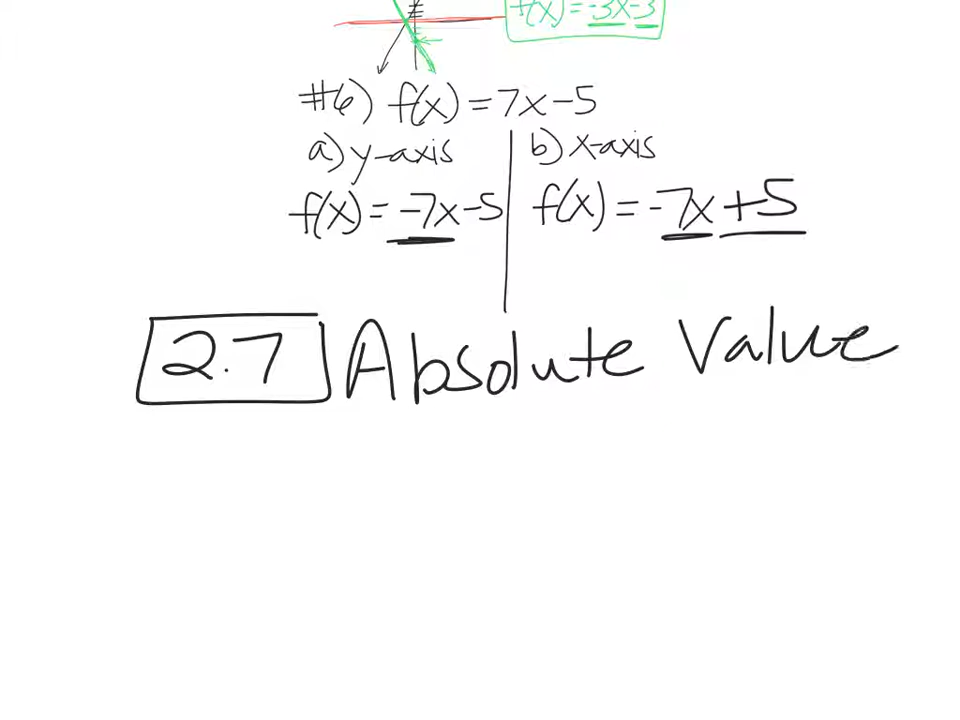 f(x) = -3x-3
#6) f(x) = 7x-5
a) y-axis
f(x) = -7x-5
b) x-axis
f(x) = -7x +5
2.7 Absolute Value